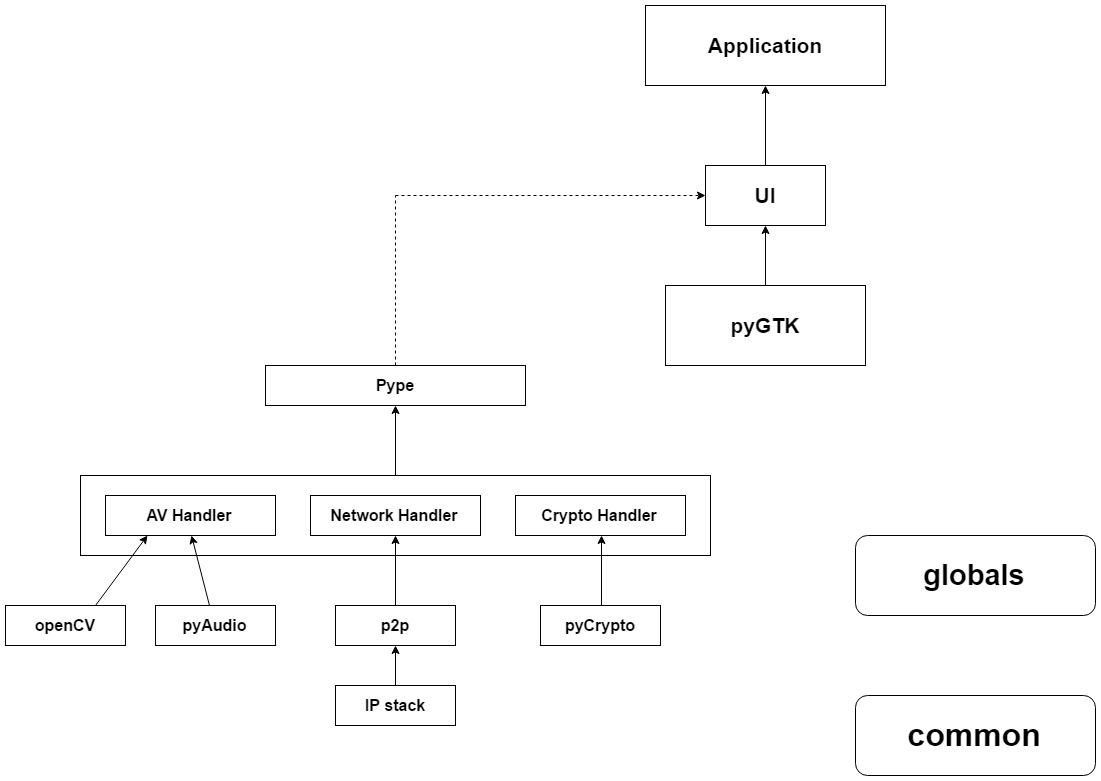 Application
UI
pyGTK
Pype
AV Handler
Network Handler
Crypto Handler
globals
openCV
pyAudio
p2p
pyCrypto
IP stack
common